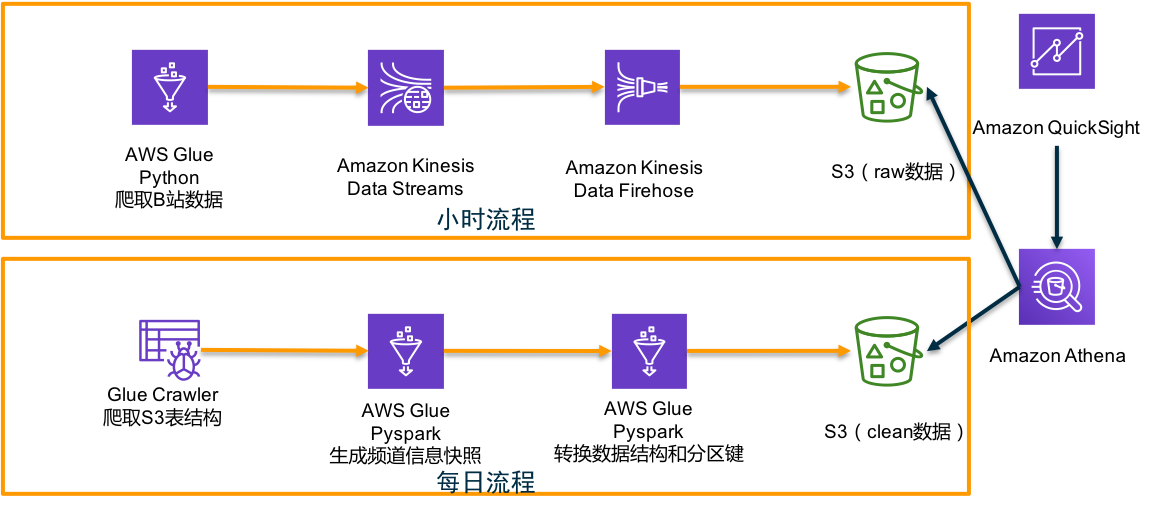 AWS Glue
Python
爬取B站数据
Amazon Kinesis
Data Streams
Amazon Kinesis
Data Firehose
S3（raw数据）
小时流程
Amazon QuickSight
Glue Crawler
爬取S3表结构
AWS Glue
Pyspark
生成频道信息快照
AWS Glue
Pyspark
转换数据结构和分区键
S3（clean数据）
每日流程
Amazon Athena